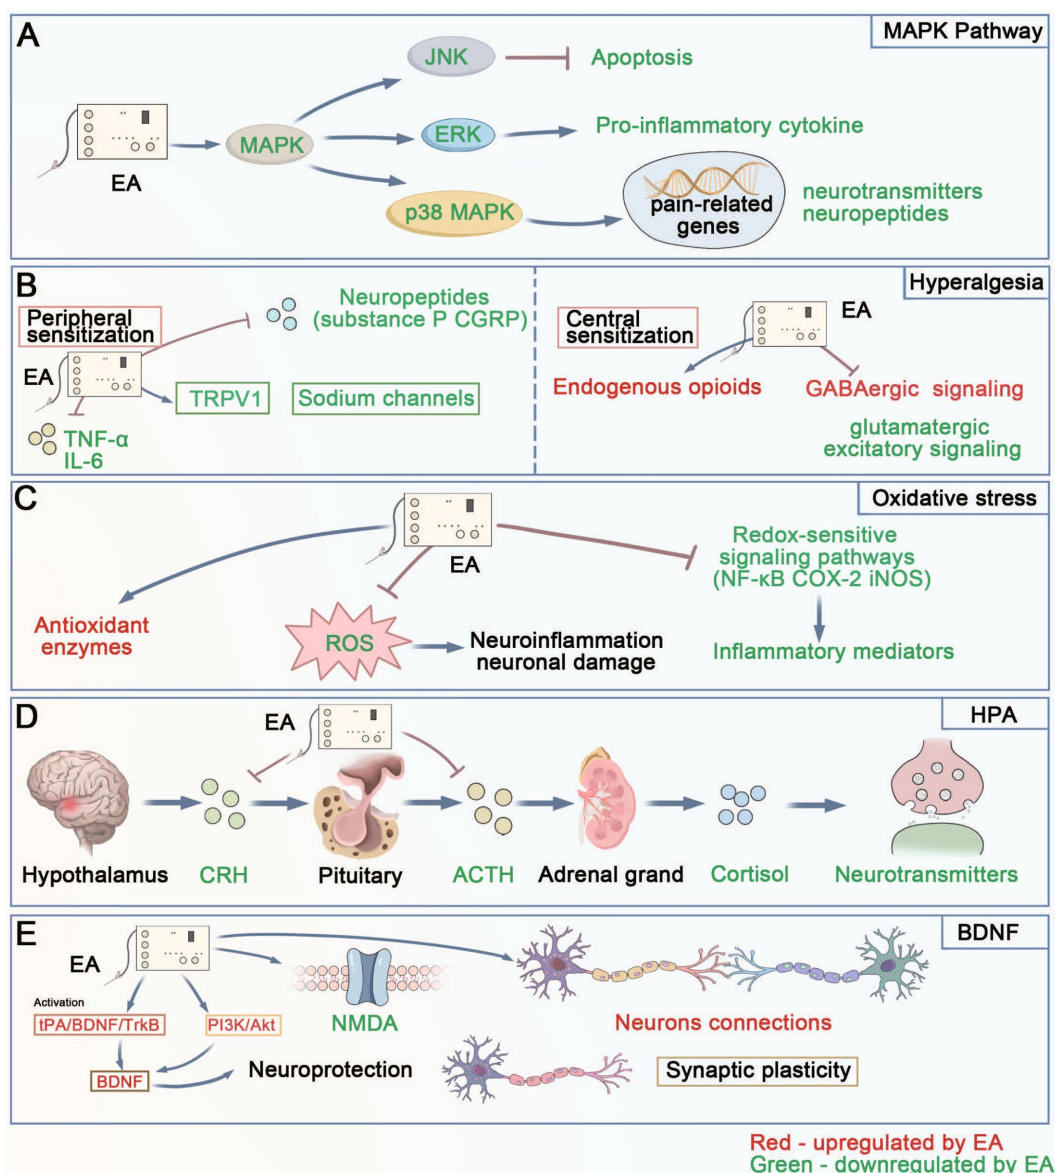 A
MAPK Pathway
JNK
Apoptosis
EA
MAPK
ERK
Pro-inflammatory cytokine
p38 MAPK
pain-related
genes
neurotransmitters
neuropeptides
B
Hyperalgesia
Peripheral
sensitization
Neuropeptides
(substance P CGRP)
EA
TRPV1
Sodium channels
TNF-α
IL-6
Central
sensitization
EA
Endogenous opioids
GABAergic signaling
glutamatergic
excitatory signaling
C
Oxidative stress
EA
Redox-sensitive
signaling pathways
(NF-κB COX-2 iNOS)
Antioxidant
enzymes
ROS
Neuroinflammation
neuronal damage
Inflammatory mediators
D
HPA
EA
Hypothalamus
CRH
Pituitary
ACTH
Adrenal grand
Cortisol
Neurotransmitters
E
BDNF
EA
Activation
tPA/BDNF/TrkB
PI3K/Akt
NMDA
Neurons connections
BDNF
Neuroprotection
Synaptic plasticity
Red - upregulated by EA
Green - downregulated by EA